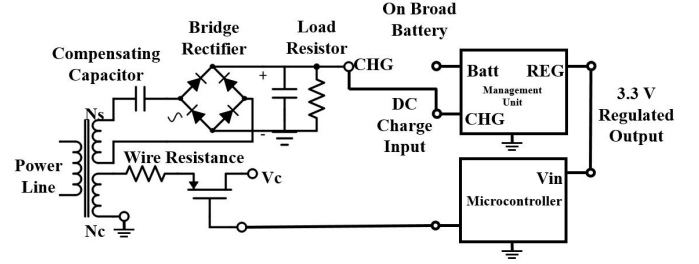 On Broad
Battery
Bridge
Rectifier
Load
Resistor
Compensating
Capacitor
CHG
+
-
Batt
REG
Management
Unit
CHG
DC
Charge
Input
3.3 V
Regulated
Output
Ns
Power
Line
Wire Resistance
Vc
Nc
Vin
Microcontroller